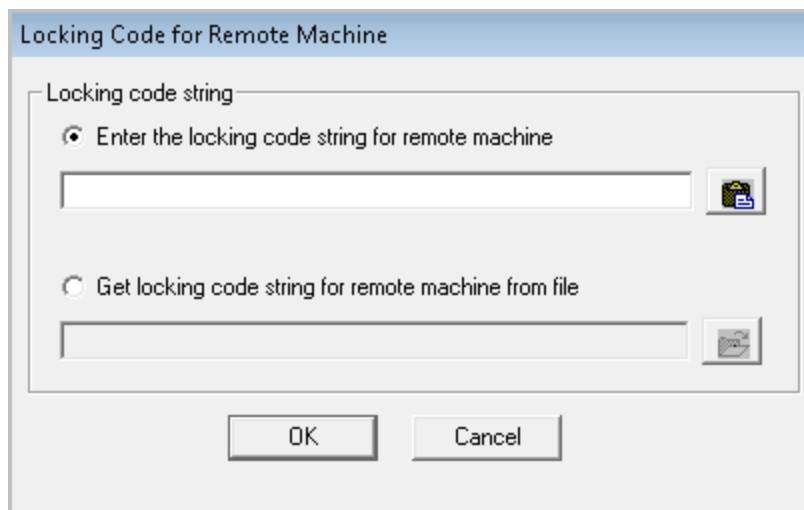 Locking Code for Remote Machine
Locking code string
Enter the locking code string for remote machine
Get locking code string for remote machine from file
OK Cancel